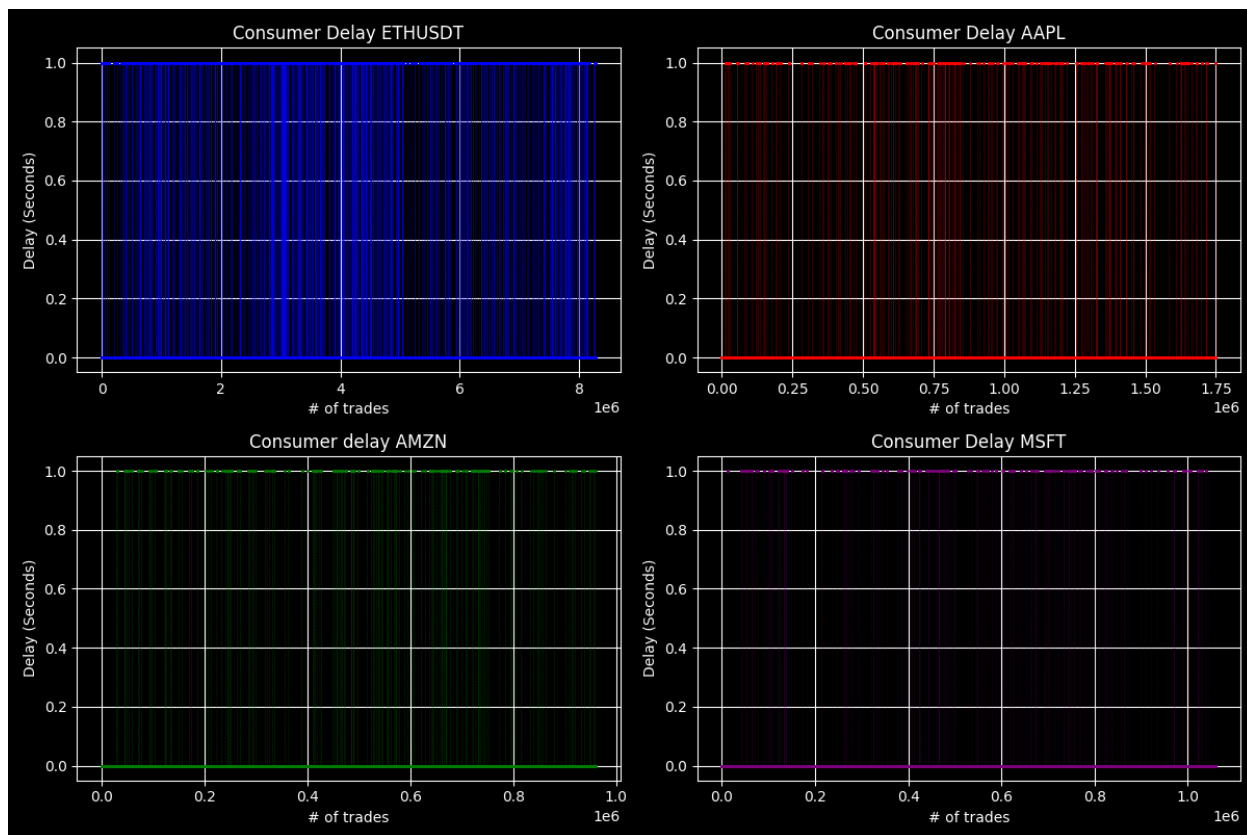 Consumer Delay ETHUSDT
1.0
0.8
0.6
0.4
0.2
0.0
Delay (Seconds)
0 2 4 6 8
# of trades
1e6
Consumer Delay AAPL
1.0
0.8
0.6
0.4
0.2
0.0
Delay (Seconds)
0.00 0.25 0.50 0.75 1.00 1.25 1.50 1.75
# of trades
1e6
Consumer delay AMZN
1.0
0.8
0.6
0.4
0.2
0.0
Delay (Seconds)
0.0 0.2 0.4 0.6 0.8 1.0
# of trades
1e6
Consumer Delay MSFT
1.0
0.8
0.6
0.4
0.2
0.0
Delay (Seconds)
0.0 0.2 0.4 0.6 0.8 1.0
# of trades
1e6